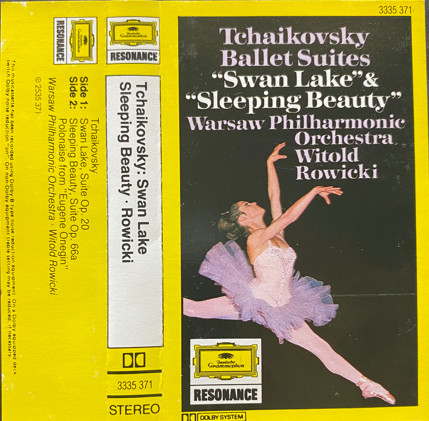 RESONANCE
Deutsche
Grammophon
Tchaikovsky
Side 1: Swan Lake, Suite Op. 20
Side 2: Sleeping Beauty, Suite Op. 66a
Polonaise from "Eugene Onegin"
Warsaw Philharmonic Orchestra · Witold Rowicki
℗ 2535 371
Deutsche
Grammophon
RESONANCE
Tchaikovsky: Swan Lake
Sleeping Beauty · Rowicki
3335 371
STEREO
3335 371
Tchaikovsky
Ballet Suites
“Swan Lake”&
“Sleeping Beauty”
Warsaw Philharmonic
Orchestra
Witold
Rowicki
Deutsche
Grammophon
RESONANCE
DOLBY SYSTEM